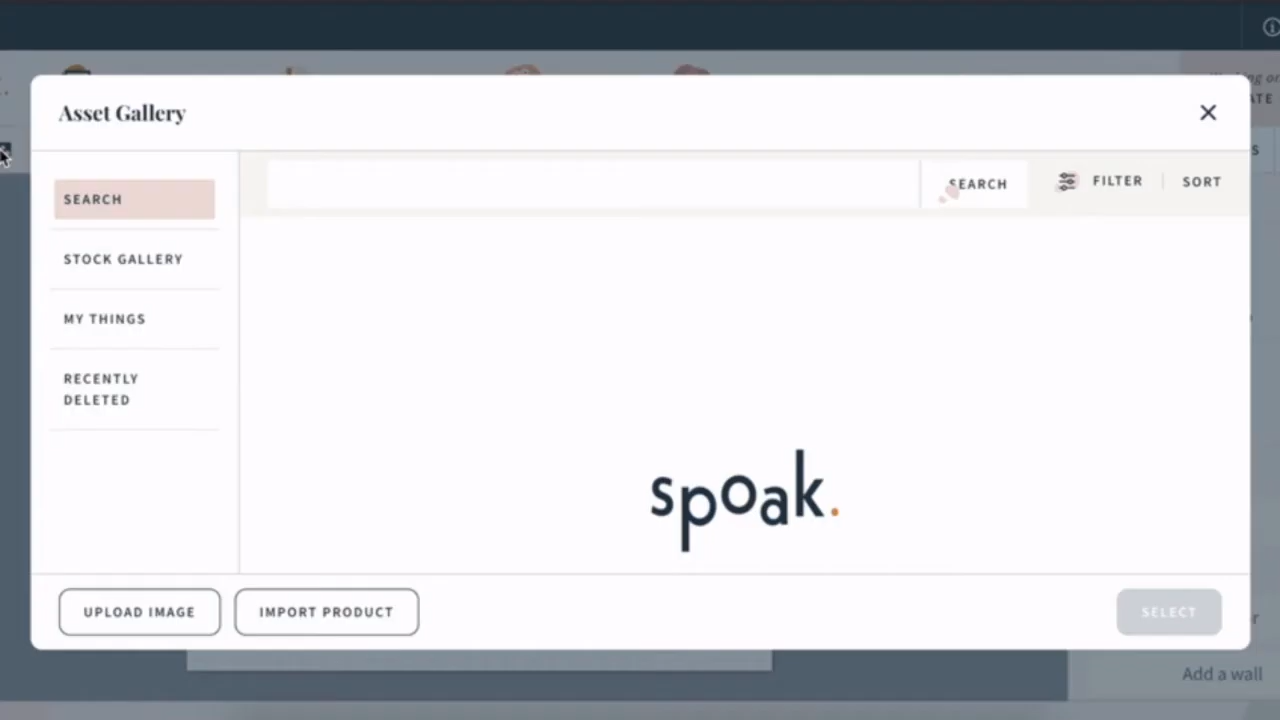 Asset Gallery
SEARCH
SEARCH
FILTER
SORT
STOCK GALLERY
MY THINGS
RECENTLY
DELETED
spoak.
UPLOAD IMAGE
IMPORT PRODUCT
SELECT
Add a wall